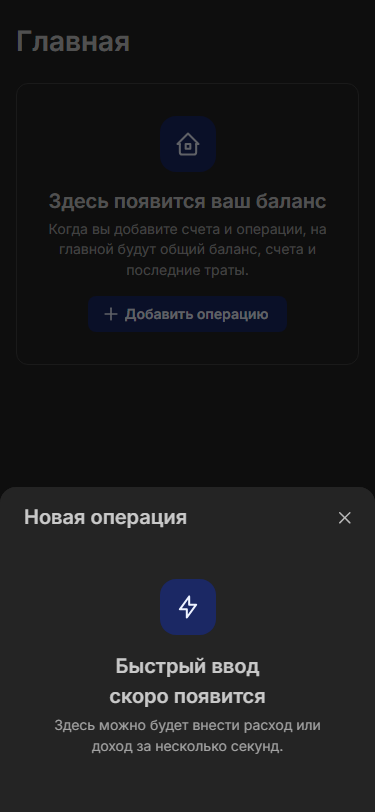 Главная
Здесь появится ваш баланс
Когда вы добавите счета и операции, на
главной будут общий баланс, счета и
последние траты.
Добавить операцию
Новая операция
Быстрый ввод
скоро появится
Здесь можно будет внести расход или
доход за несколько секунд.